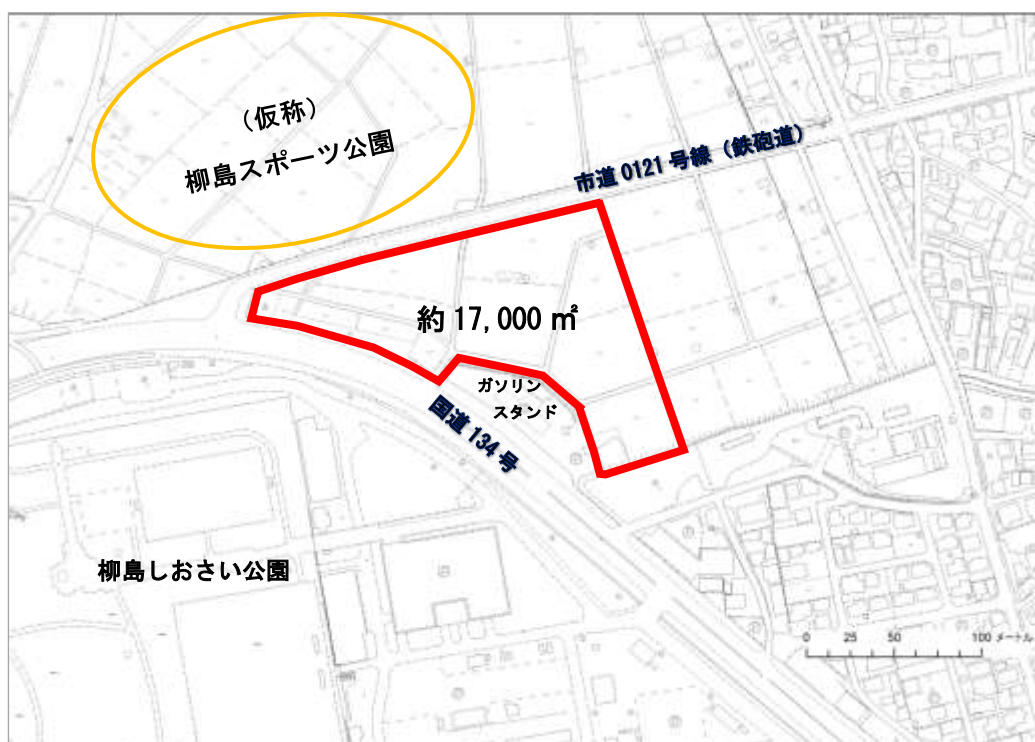 （仮称）
柳島スポーツ公園
市道 0121 号線（鉄砲道）
約 17,000 ㎡
ガソリン
スタンド
国道 134 号
柳島しおさい公園
0 25 50 100 メートル